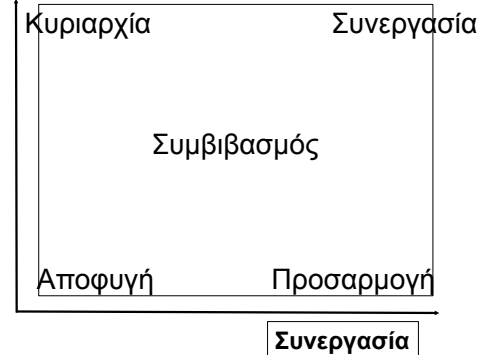 Κυριαρχία Συνεργασία
Συμβιβασμός
Αποφυγή Προσαρμογή
Συνεργασία